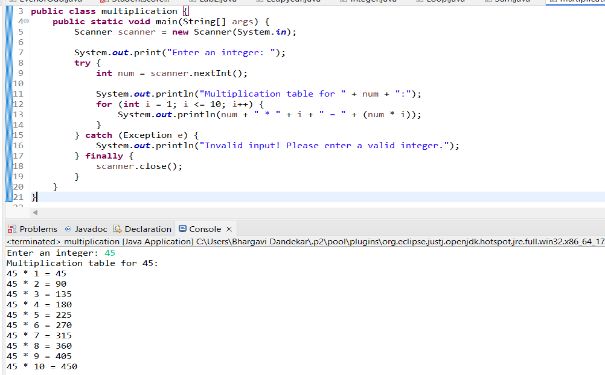 3 public class multiplication {
4 public static void main(String[] args) {
5 Scanner scanner = new Scanner(System.in);
6
7 System.out.print("Enter an integer: ");
8 try {
9 int num = scanner.nextInt();
10
11 System.out.println("Multiplication table for " + num + ":");
12 for (int i = 1; i <= 10; i++) {
13 System.out.println(num + " * " + i + " = " + (num * i));
14 }
15 } catch (Exception e) {
16 System.out.println("Invalid input! Please enter a valid integer.");
17 } finally {
18 scanner.close();
19 }
20 }
21 }
Problems Javadoc Declaration Console ×
<terminated> multiplication [Java Application] C:\Users\Bhargavi Dandekar\.p2\pool\plugins\org.eclipse.justj.openjdk.hotspot.jre.full.win32.x86_64_17
Enter an integer: 45
Multiplication table for 45:
45 * 1 = 45
45 * 2 = 90
45 * 3 = 135
45 * 4 = 180
45 * 5 = 225
45 * 6 = 270
45 * 7 = 315
45 * 8 = 360
45 * 9 = 405
45 * 10 = 450